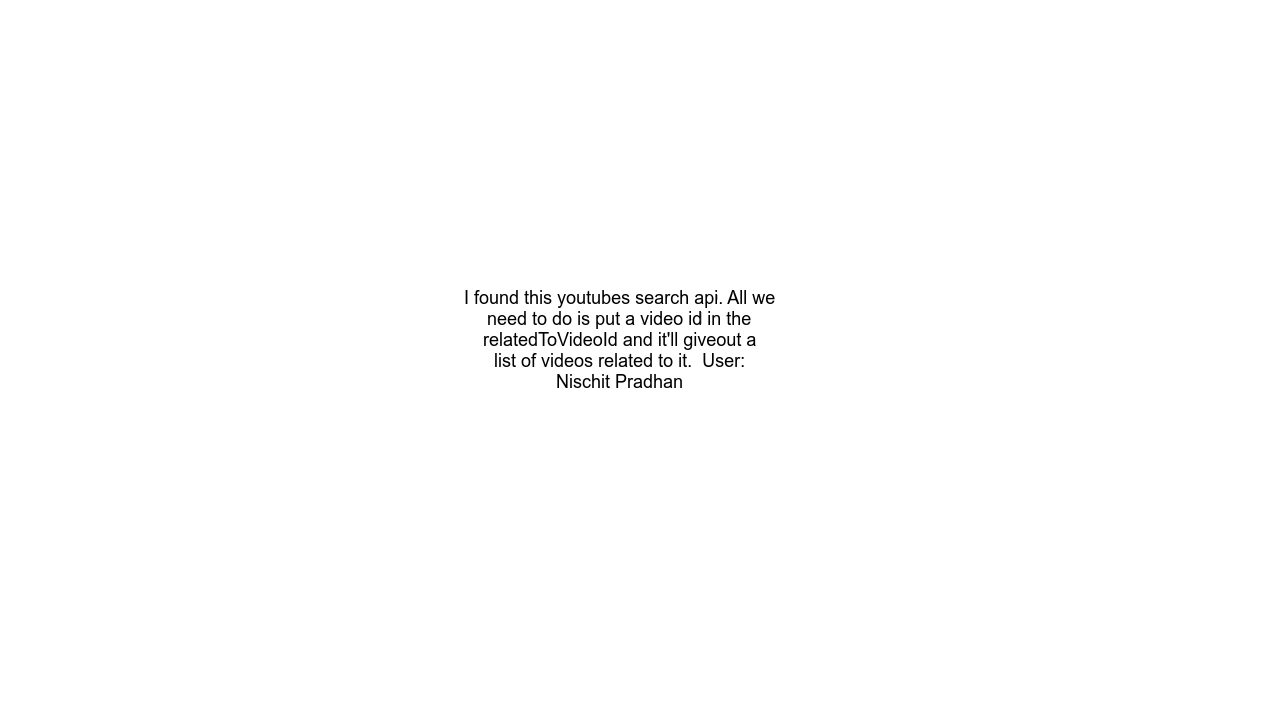 I found this youtubes search api. All we
need to do is put a video id in the
relatedToVideoId and it'll giveout a
list of videos related to it.  User:
Nischit Pradhan